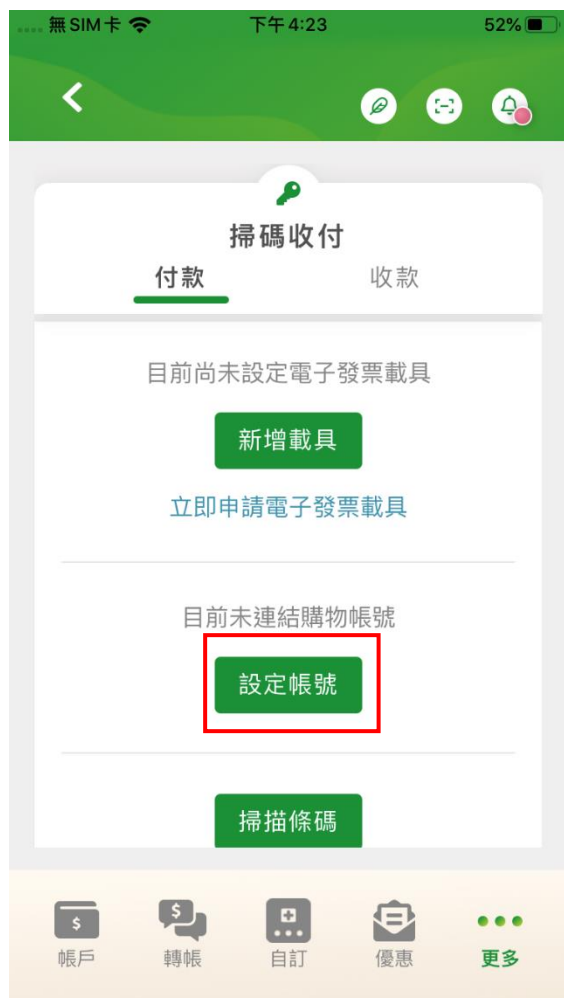 無SIM卡 下午4:23 52%
掃碼收付
付款 收款
目前尚未設定電子發票載具
新增載具
立即申請電子發票載具
目前未連結購物帳號
設定帳號
掃描條碼
$ $
帳戶 轉帳 自訂 優惠 更多